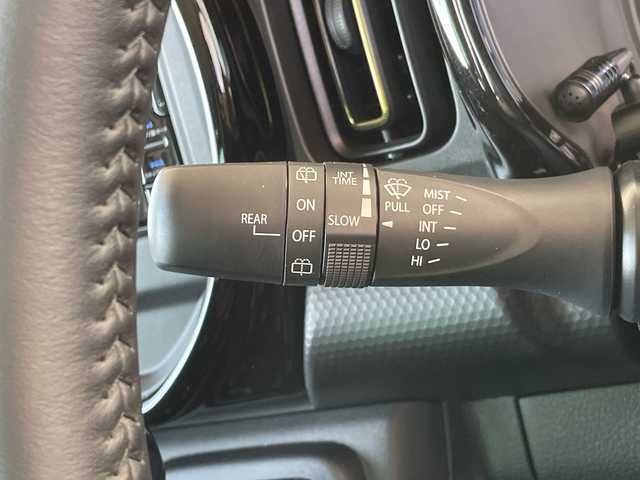 REAR
ON
OFF
INT
TIME
SLOW
PULL
MIST
OFF
INT
LO
HI